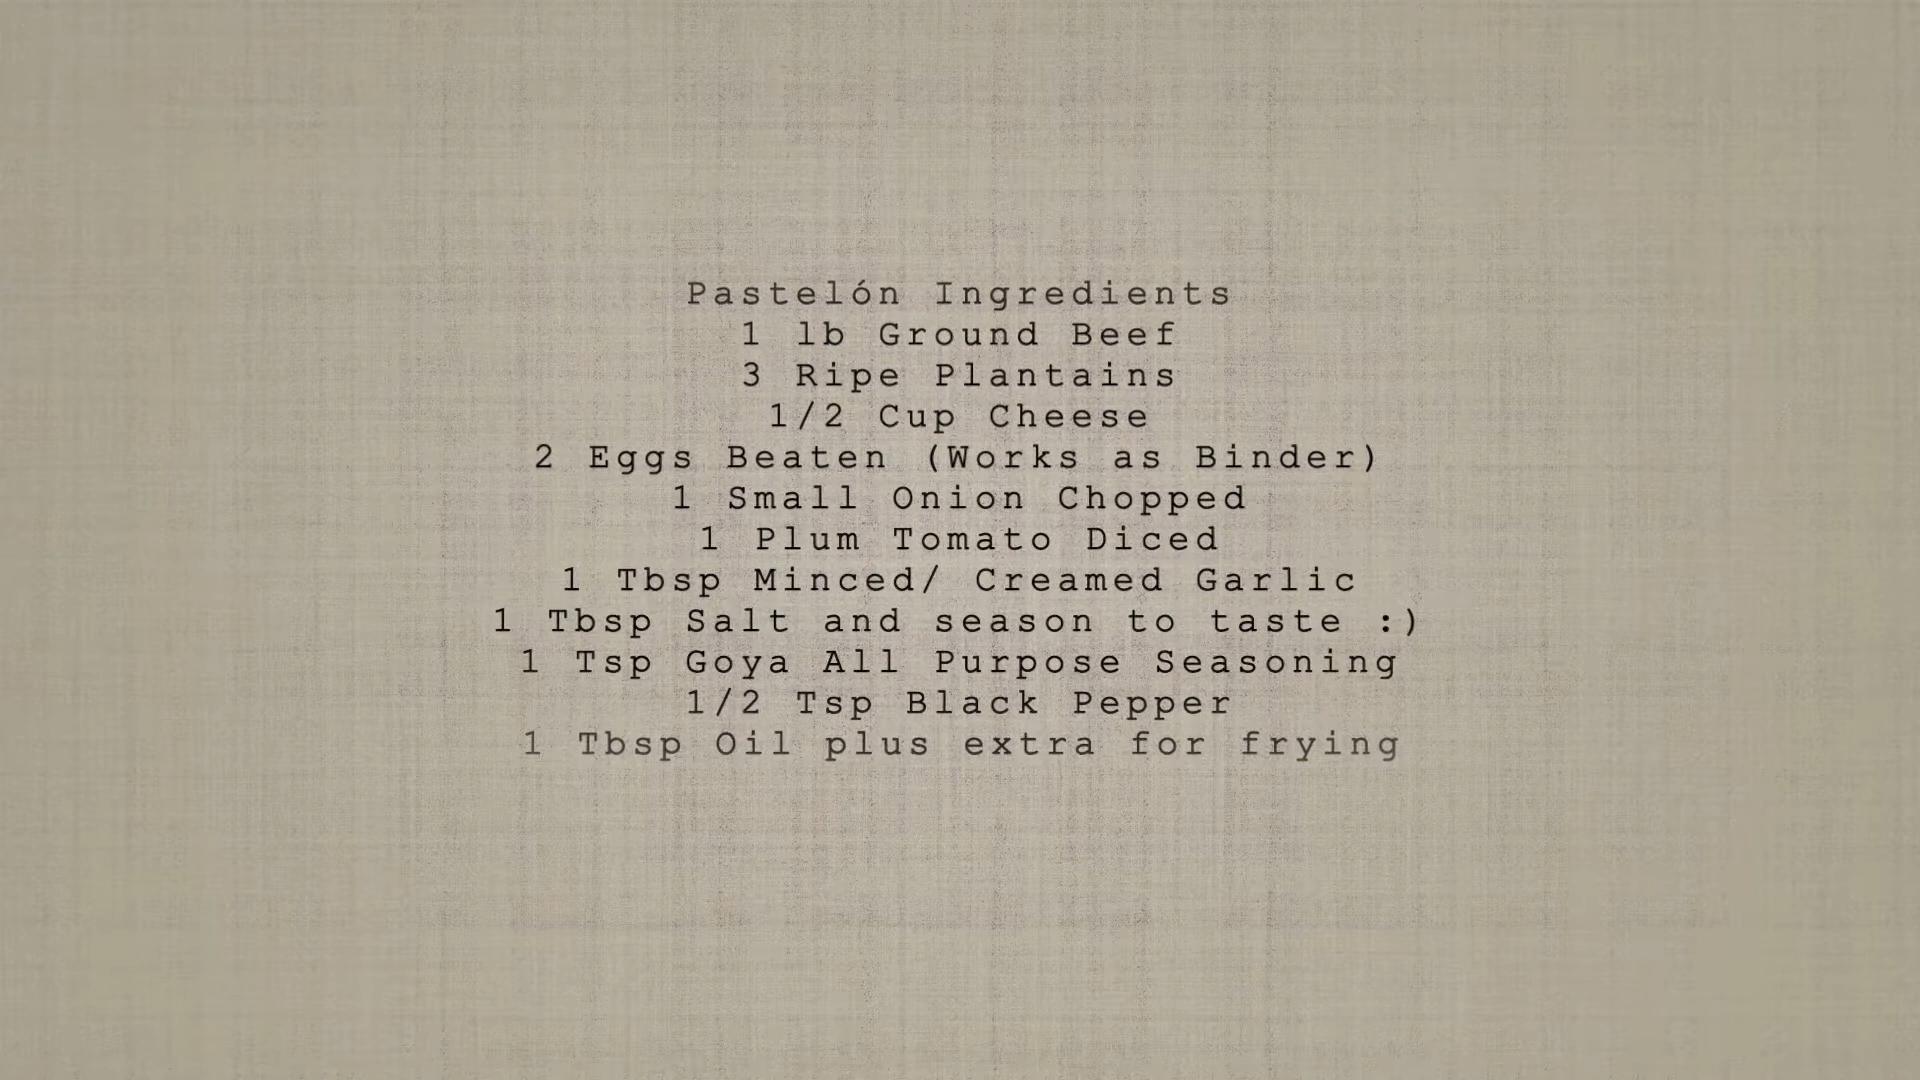 Pastelón Ingredients
1 lb Ground Beef
3 Ripe Plantains
1/2 Cup Cheese
2 Eggs Beaten (Works as Binder)
1 Small Onion Chopped
1 Plum Tomato Diced
1 Tbsp Minced/ Creamed Garlic
1 Tbsp Salt and season to taste :)
1 Tsp Goya All Purpose Seasoning
1/2 Tsp Black Pepper
1 Tbsp Oil plus extra for frying